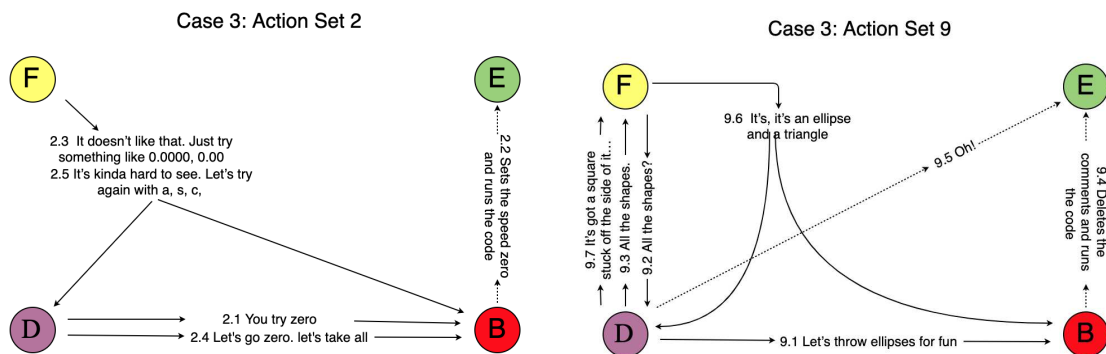 Case 3: Action Set 2
F
E
2.3 It doesn't like that. Just try
something like 0.0000, 0.00
2.5 It's kinda hard to see. Let's try
again with a, s, c,
2.2 Sets the speed zero
and runs the code
D
2.1 You try zero
2.4 Let's go zero. let's take all
B
Case 3: Action Set 9
F
E
9.6 It's, it's an ellipse
and a triangle
9.7 It's got a square
stuck off the side of it...
9.3 All the shapes.
9.2 All the shapes?
9.5 Oh!
9.4 Deletes the
comments and runs
the code
D
9.1 Let's throw ellipses for fun
B